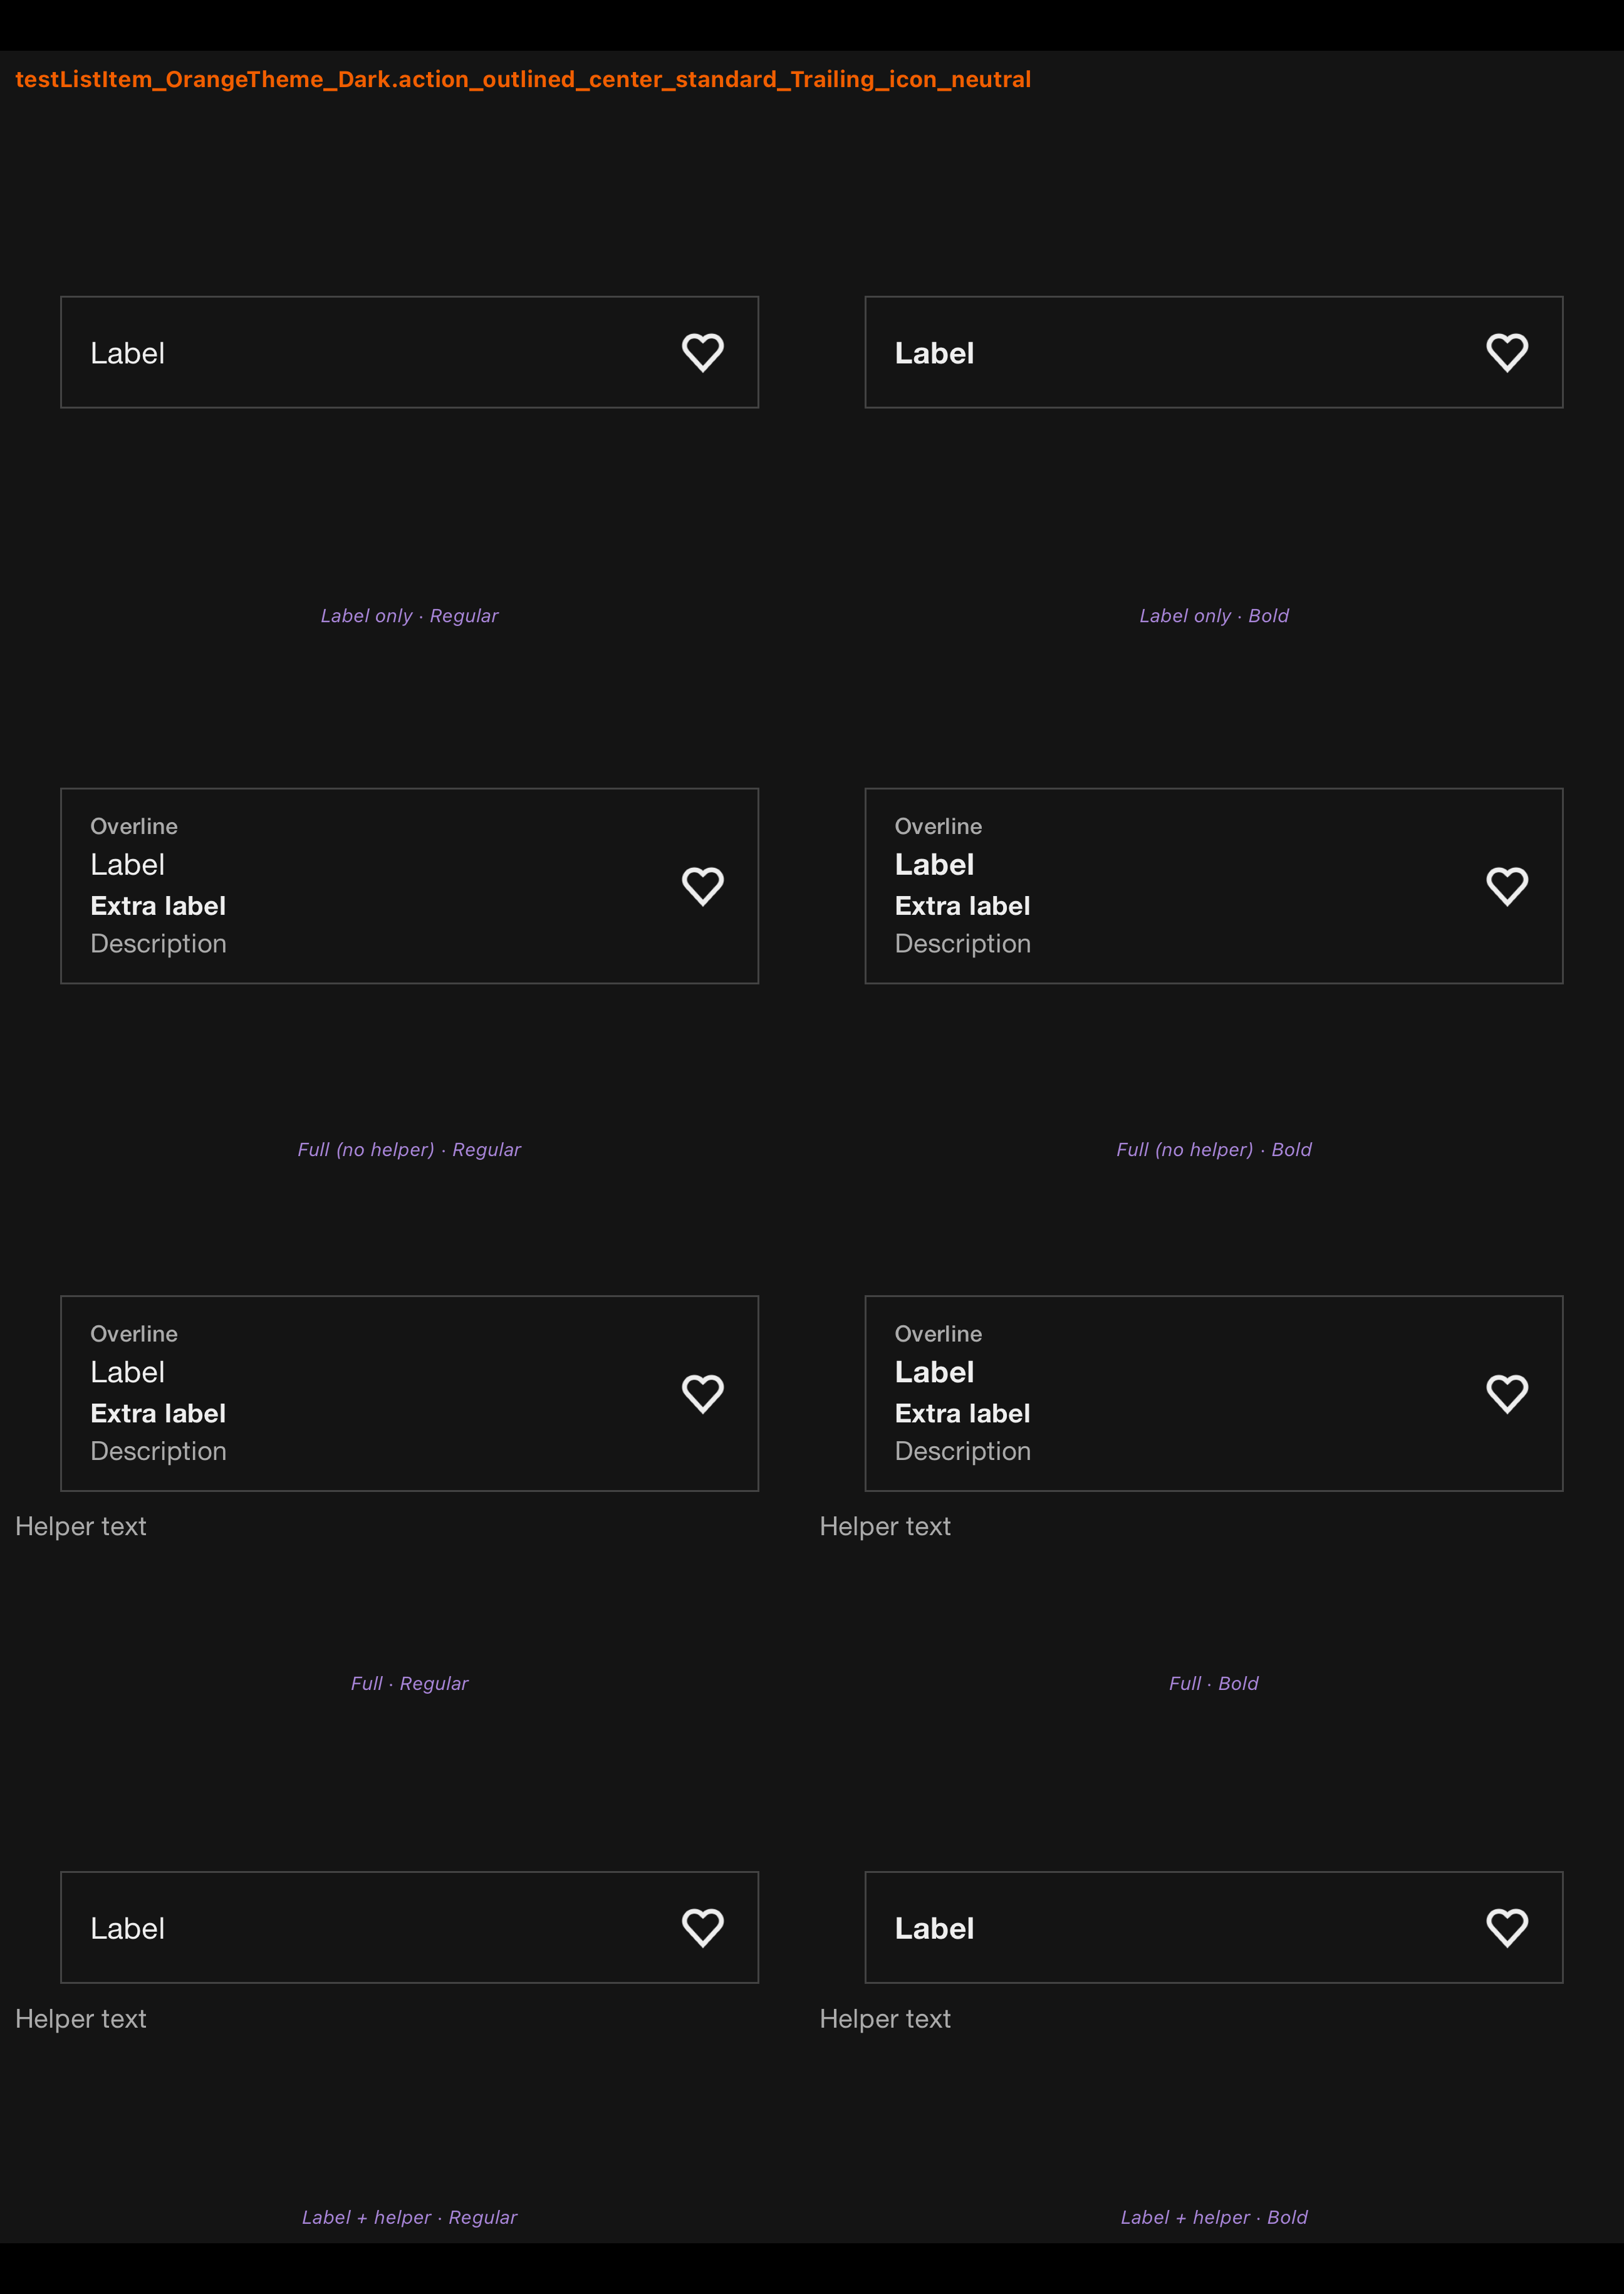 testListItem_OrangeTheme_Dark.action_outlined_center_standard_Trailing_icon_neutral
Label
Label
Label only · Regular
Label only · Bold
Overline
Label
Extra label
Description
Overline
Label
Extra label
Description
Full (no helper) · Regular
Full (no helper) · Bold
Overline
Label
Extra label
Description
Helper text
Overline
Label
Extra label
Description
Helper text
Full · Regular
Full · Bold
Label
Helper text
Label
Helper text
Label + helper · Regular
Label + helper · Bold